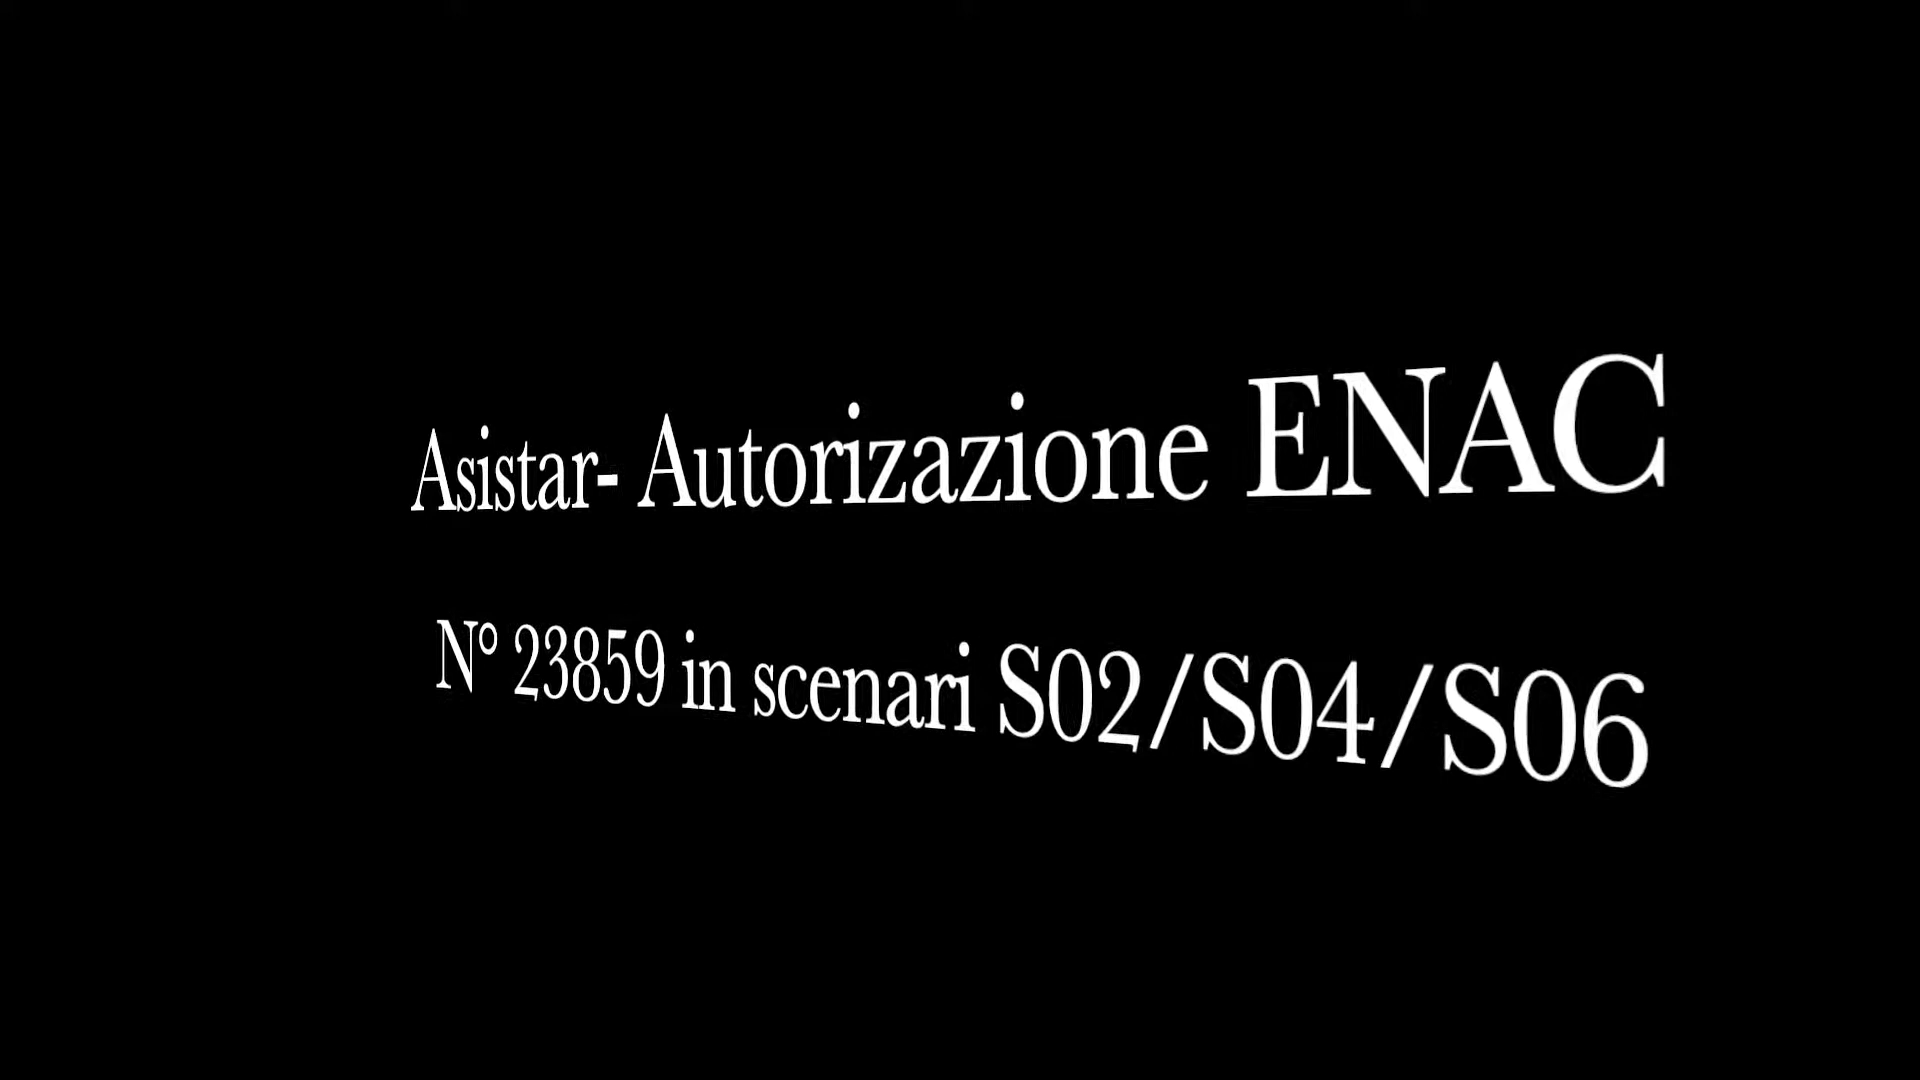 Asistar- Autorizazione ENAC
N° 23859 in scenari S02/S04/S06